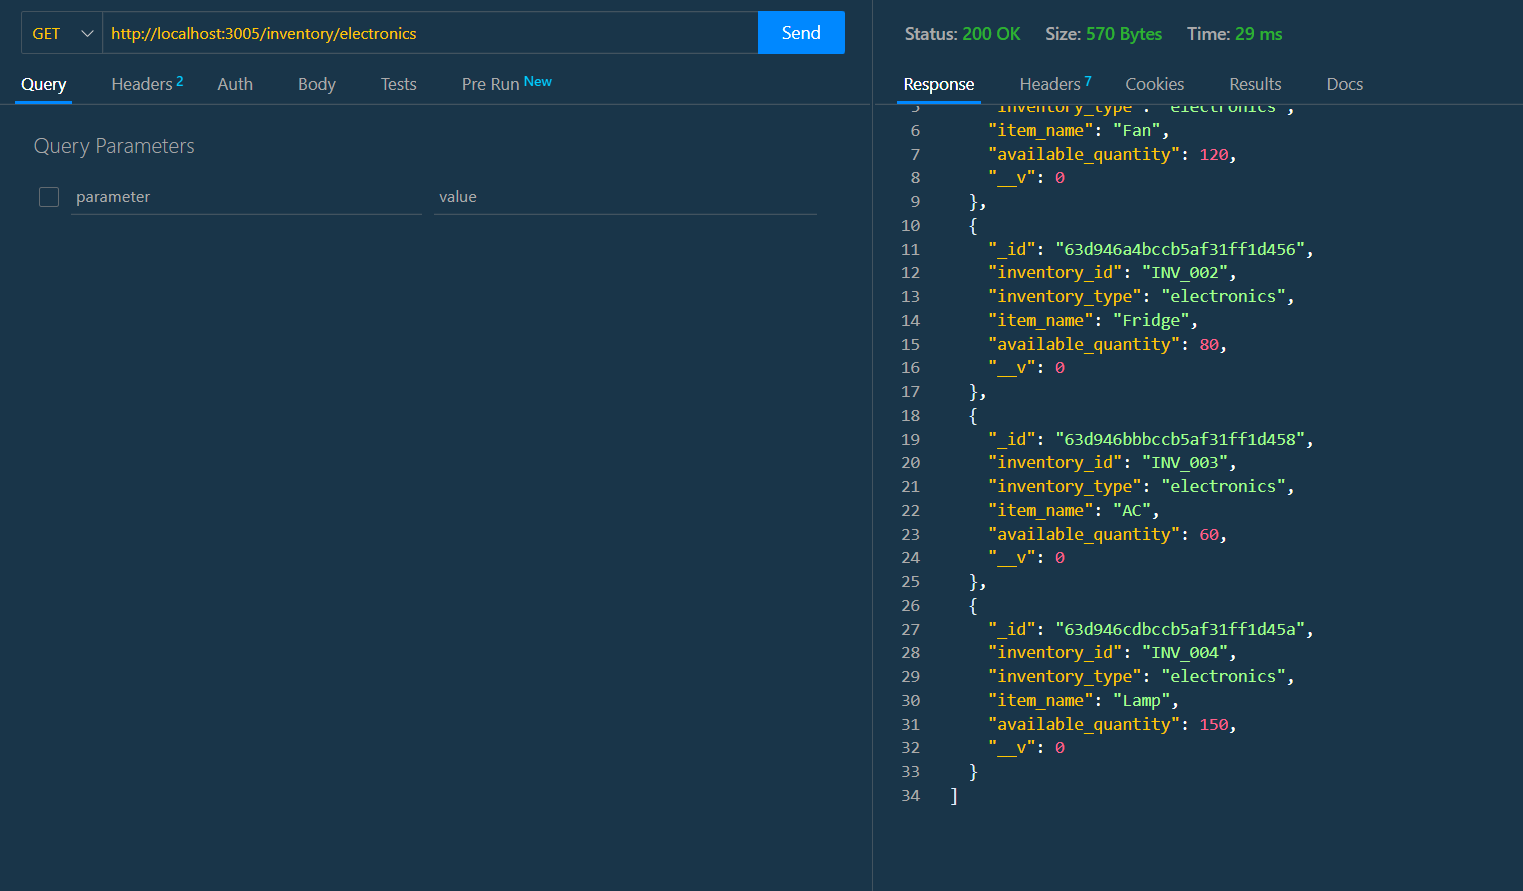 GET http://localhost:3005/inventory/electronics Send
Query Headers 2 Auth Body Tests Pre Run New
Query Parameters
parameter value
Status: 200 OK Size: 570 Bytes Time: 29 ms
Response Headers 7 Cookies Results Docs
5 "inventory_type": "electronics",
6 "item_name": "Fan",
7 "available_quantity": 120,
8 "__v": 0
9 },
10 {
11 "_id": "63d946a4bccb5af31ff1d456",
12 "inventory_id": "INV_002",
13 "inventory_type": "electronics",
14 "item_name": "Fridge",
15 "available_quantity": 80,
16 "__v": 0
17 },
18 {
19 "_id": "63d946bbbccb5af31ff1d458",
20 "inventory_id": "INV_003",
21 "inventory_type": "electronics",
22 "item_name": "AC",
23 "available_quantity": 60,
24 "__v": 0
25 },
26 {
27 "_id": "63d946cdbccb5af31ff1d45a",
28 "inventory_id": "INV_004",
29 "inventory_type": "electronics",
30 "item_name": "Lamp",
31 "available_quantity": 150,
32 "__v": 0
33 }
34 ]